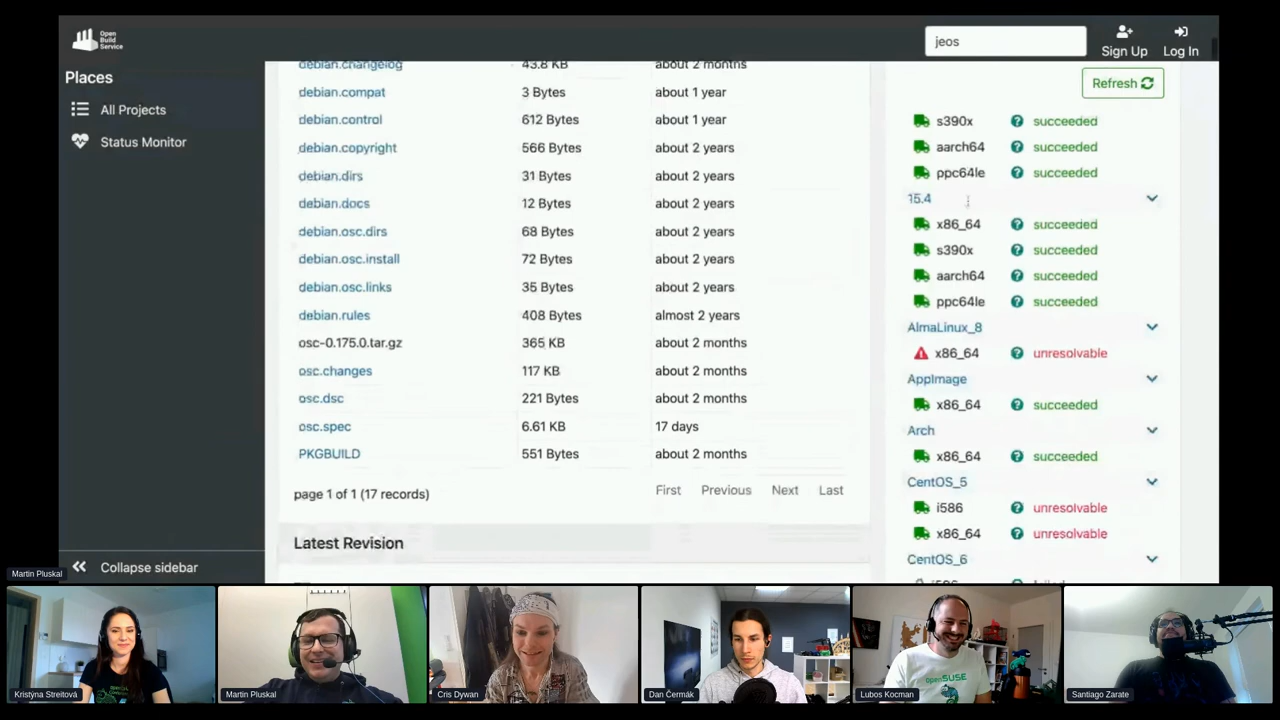 Open
Build
Service
jeos
Sign Up
Log In
Places
All Projects
Status Monitor
Collapse sidebar
debian.changelog 43.8 KB about 2 months
debian.compat 3 Bytes about 1 year
debian.control 612 Bytes about 1 year
debian.copyright 566 Bytes about 2 years
debian.dirs 31 Bytes about 2 years
debian.docs 12 Bytes about 2 years
debian.osc.dirs 68 Bytes about 2 years
debian.osc.install 72 Bytes about 2 years
debian.osc.links 35 Bytes about 2 years
debian.rules 408 Bytes almost 2 years
osc-0.175.0.tar.gz 365 KB about 2 months
osc.changes 117 KB about 2 months
osc.dsc 221 Bytes about 2 months
osc.spec 6.61 KB 17 days
PKGBUILD 551 Bytes about 2 months
page 1 of 1 (17 records)
First Previous Next Last
Latest Revision
Refresh
s390x succeeded
aarch64 succeeded
ppc64le succeeded
15.4
x86_64 succeeded
s390x succeeded
aarch64 succeeded
ppc64le succeeded
AlmaLinux_8
x86_64 unresolvable
AppImage
x86_64 succeeded
Arch
x86_64 succeeded
CentOS_5
i586 unresolvable
x86_64 unresolvable
CentOS_6
Martin Pluskal
Kristýna Streitová
Martin Pluskal
Cris Dywan
Dan Čermák
Lubos Kocman
openSUSE
Santiago Zarate